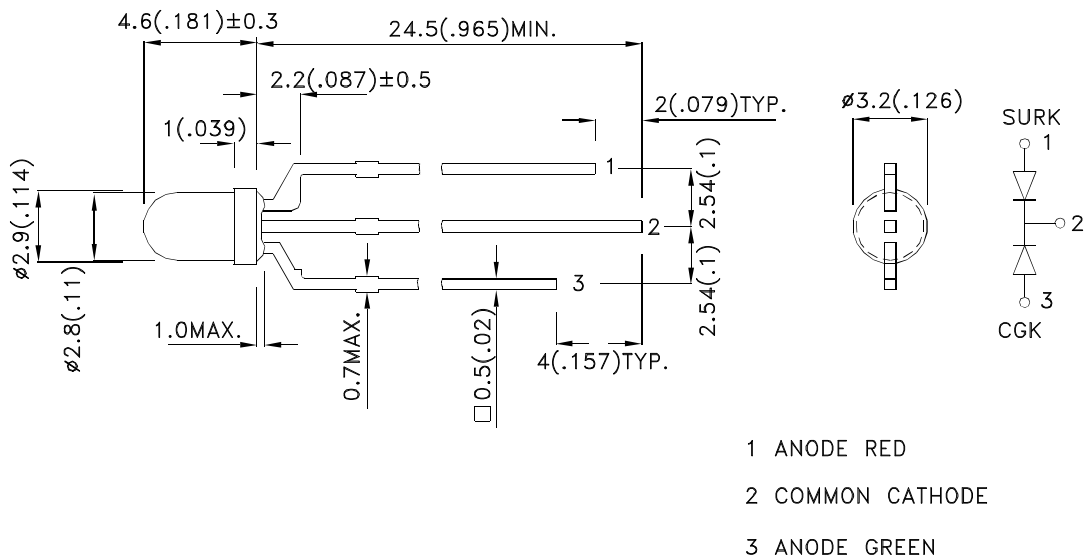 4.6(.181)±0.3
24.5(.965)MIN.
2.2(.087)±0.5
2(.079)TYP.
ø3.2(.126)
1(.039)
SURK
1
ø2.9(.114)
1
2.54(.1)
2
2
ø2.8(.11)
3
2.54(.1)
3
CGK
1.0MAX.
0.7MAX.
□0.5(.02)
4(.157)TYP.
1 ANODE RED
2 COMMON CATHODE
3 ANODE GREEN